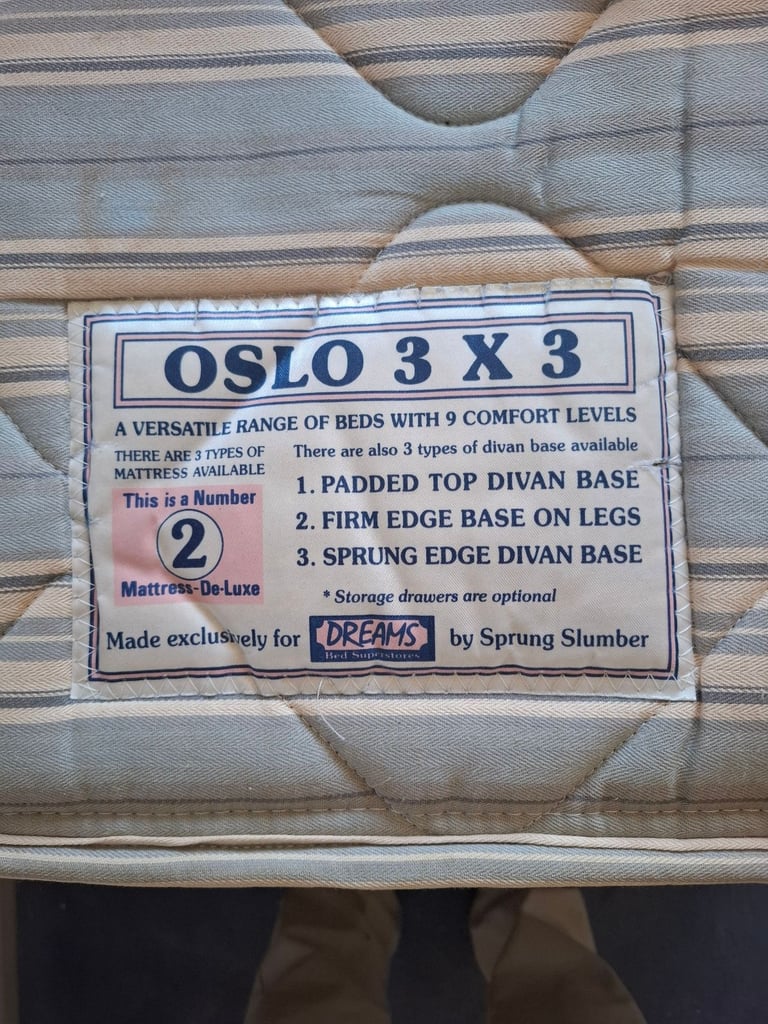 OSLO 3 X 3
A VERSATILE RANGE OF BEDS WITH 9 COMFORT LEVELS
THERE ARE 3 TYPES OF
MATTRESS AVAILABLE
This is a Number
2
Mattress-De-Luxe
There are also 3 types of divan base available
1. PADDED TOP DIVAN BASE
2. FIRM EDGE BASE ON LEGS
3. SPRUNG EDGE DIVAN BASE
* Storage drawers are optional
Made exclusively for DREAMS by Sprung Slumber
Bed Superstores